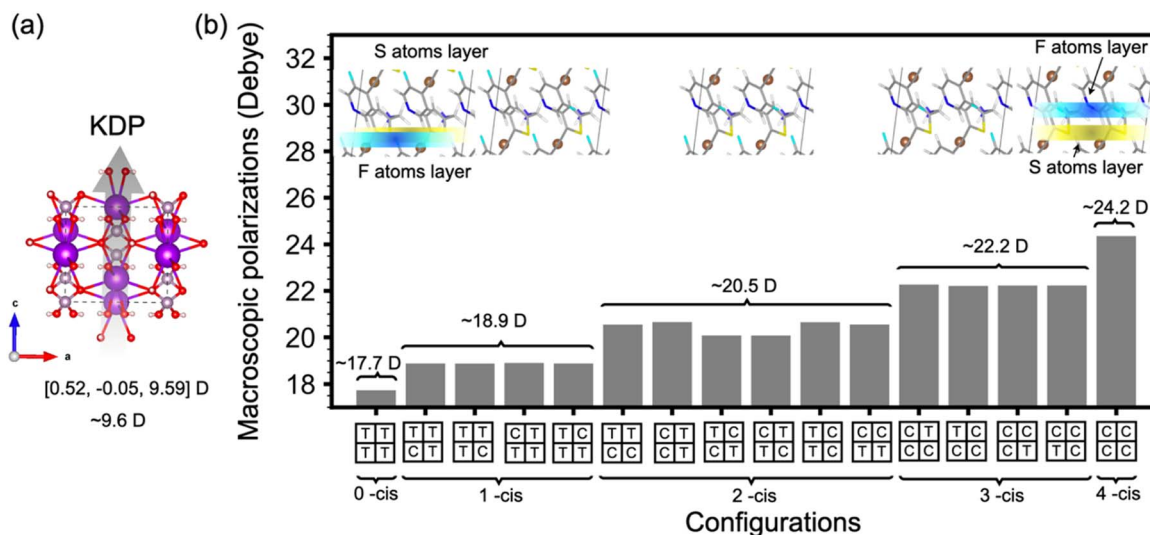 (a)
KDP
c
a
[0.52, -0.05, 9.59] D
~9.6 D
(b)
Macroscopic polarizations (Debye)
32
30
28
26
24
22
20
18
S atoms layer
F atoms layer
F atoms layer
S atoms layer
~17.7 D
~18.9 D
~20.5 D
~22.2 D
~24.2 D
T T T T T T C T T C T T C T T C C T T C C C C T T C C C C C C C
T T C T T C T T T T C C C T C T T C C T T T C C C C C T T C C C
0 -cis 1 -cis 2 -cis 3 -cis 4 -cis
Configurations